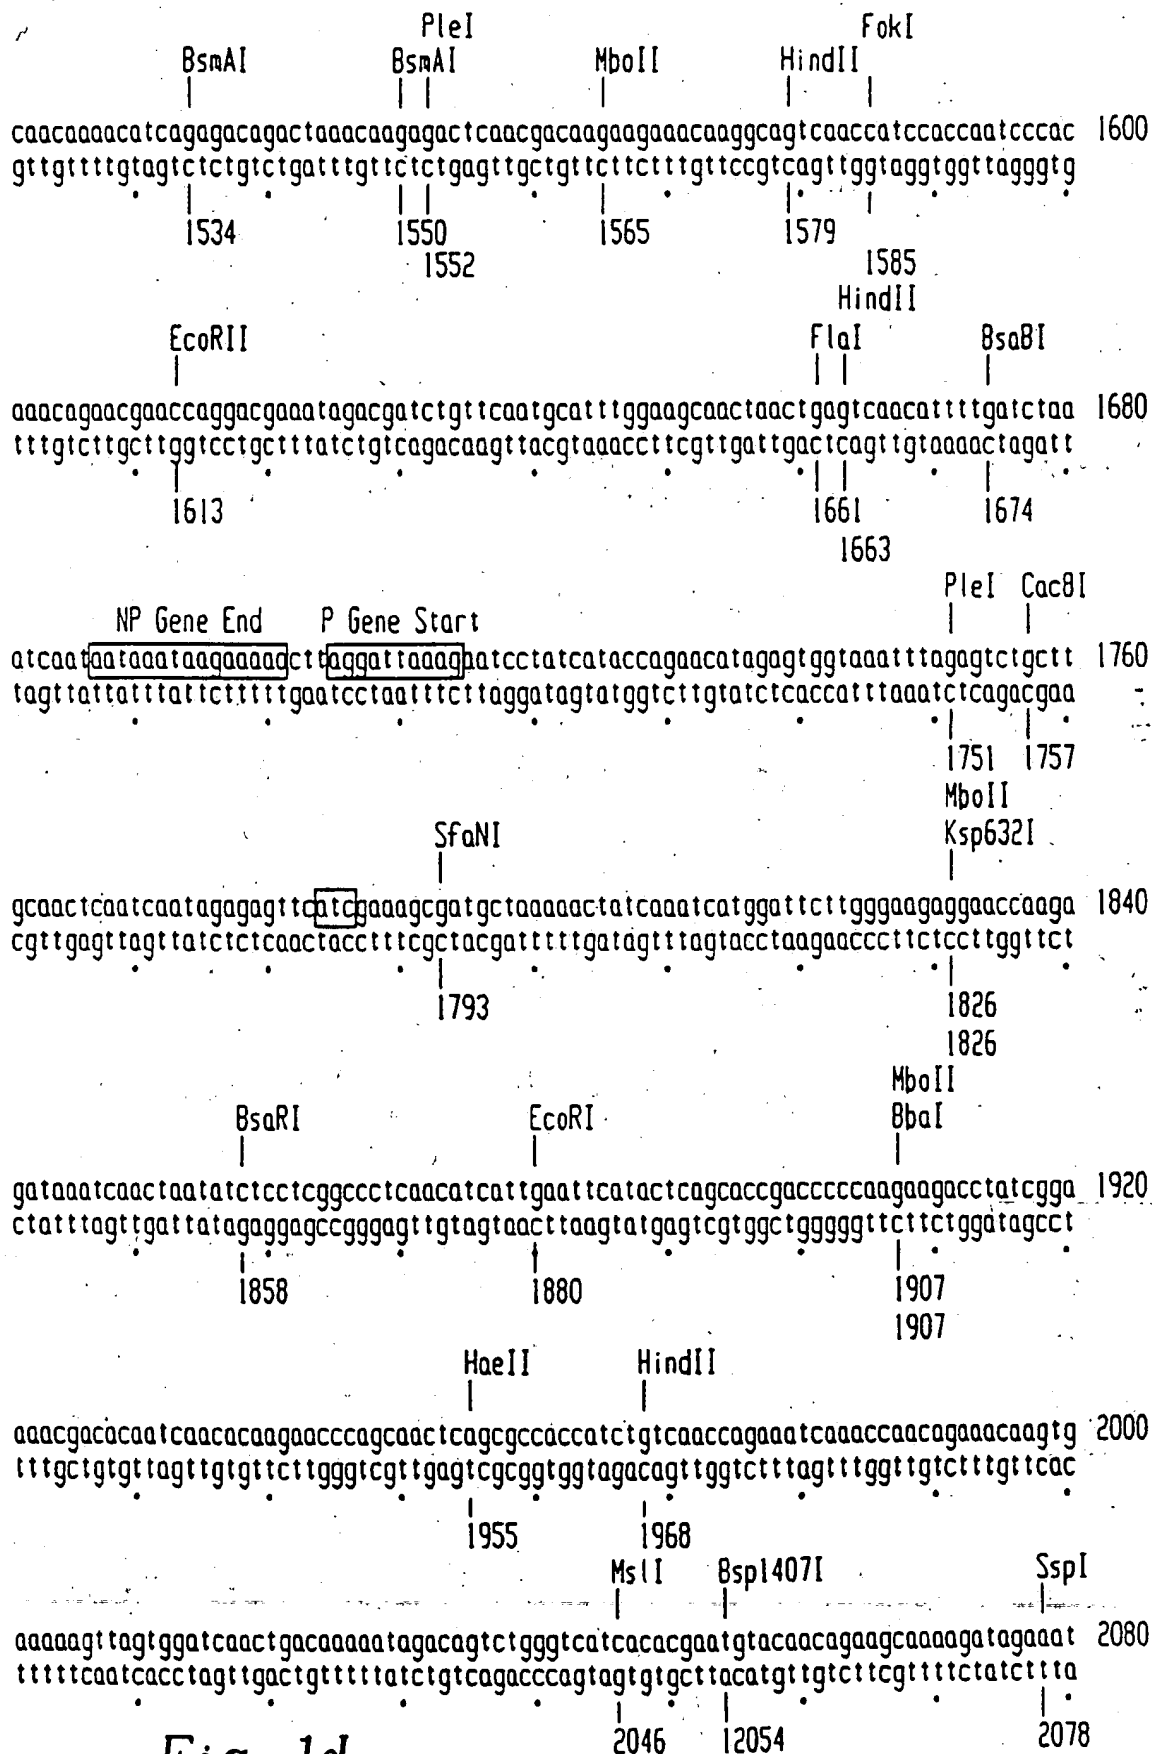 PleI FokI
BsmAI BsmAI MboII HindII
caacaaaacatcagagacagactaaacaagagactcaacgacaagaagaaacaaggcagtcaaccatccaccaatcccac 1600
gttgttttgtagtctctgtctgatttgttctctgagttgctgttcttctttgttccgtcagttggtaggtggttagggtg
1534 1550 1565 1579
1552 1585
HindII
EcoRII FlaI BsaBI
aaacagaacgaaccaggacgaaatagacgatctgttcaatgcatttggaagcaactaactgagtcaacattttgatctaa 1680
tttgtcttgcttggtcctgctttatctgtcagacaagttacgtaaaccttcgttgattgactcagttgtaaaactagatt
1613 1661 1674
1663
PleI Cac8I
NP Gene End P Gene Start
atcaataataaataagaaaaacttaggattaaagaatcctatcataccagaacatagagtggtaaatttagagtctgctt 1760
tagttattatttattctttttgaatcctaatttcttaggatagtatggtcttgtatctcaccatttaaatctcagacgaa
1751 1757
MboII
SfaNI Ksp632I
gcaactcaatcaatagagagttcatcgaaagcgatgctaaaaactatcaaatcatggattcttgggaagaggaaccaaga 1840
cgttgagttagttatctctcaactacctttcgctacgatttttgatagtttagtacctaagaacccttctccttggttct
1793 1826
1826
MboII
BsaRI EcoRI BbaI
gataaatcaactaatatctcctcggccctcaacatcattgaattcatactcagcaccgacccccaagaagacctatcgga 1920
ctatttagttgattatagaggagccgggagttgtagtaacttaagtatgagtcgtggctgggggttcttctggatagcct
1858 1880 1907
1907
HaeII HindII
aaacgacacaatcaacacaagaacccagcaactcagcgccaccatctgtcaaccagaaatcaaaccaacagaaacaagtg 2000
tttgctgtgttagttgtgttcttgggtcgttgagtcgcggtggtagacagttggtctttagtttggttgtctttgttcac
1955 1968
MslI Bsp1407I SspI
aaaaagttagtggatcaactgacaaaaatagacagtctgggtcatcacacgaatgtacaacagaagcaaaagatagaaat 2080
tttttcaatcacctagttgactgtttttatctgtcagacccagtagtgtgcttacatgttgtcttcgttttctatcttta
2046 12054 2078
Fig. 1d